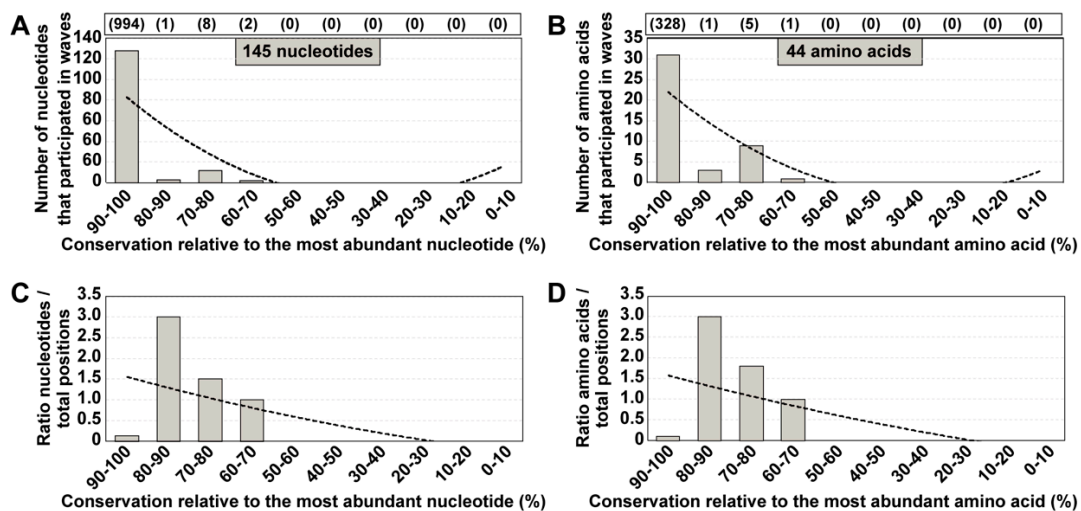 A
(994) (1) (8) (2) (0) (0) (0) (0) (0) (0)
145 nucleotides
Number of nucleotides
that participated in waves
140
120
80
60
60
0
90-100 80-90 70-80 60-70 50-60 40-50 30-40 20-30 10-20 0-10
Conservation relative to the most abundant nucleotide (%)
B
(328) (1) (5) (1) (0) (0) (0) (0) (0) (0)
44 amino acids
Number of amino acids
that participated in waves
35
30
25
20
15
10
5
0
90-100 80-90 70-80 60-70 50-60 40-50 30-40 20-30 10-20 0-10
Conservation relative to the most abundant amino acid (%)
C
Ratio nucleotides /
total positions
3.5
3.0
2.5
2.0
1.5
1.0
0.5
0
90-100 80-90 70-80 60-70 50-60 40-50 30-40 20-30 10-20 0-10
Conservation relative to the most abundant nucleotide (%)
D
Ratio amino acids /
total positions
3.5
3.0
2.5
2.0
1.5
1.0
0.5
0
90-100 80-90 70-80 60-70 50-60 40-50 30-40 20-30 10-20 0-10
Conservation relative to the most abundant amino acid (%)